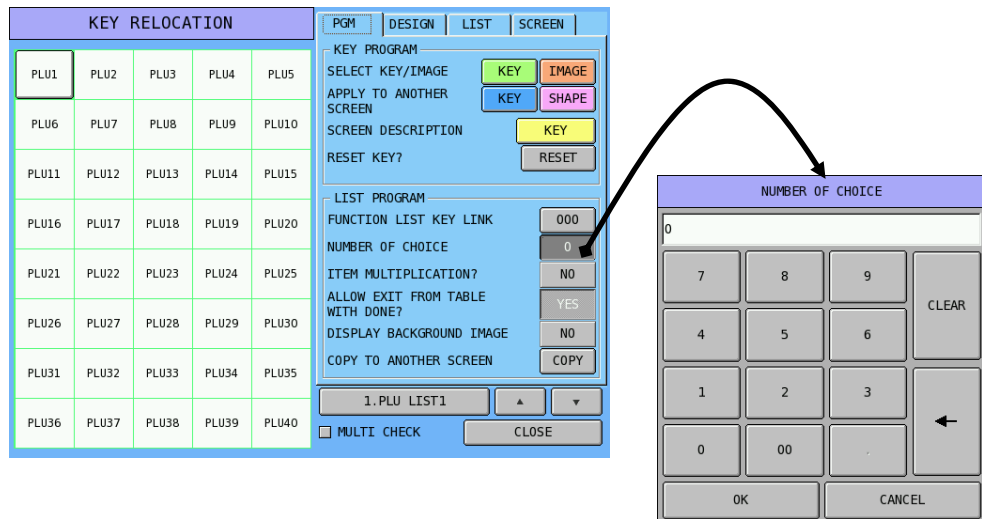 KEY RELOCATION
PLU1 PLU2 PLU3 PLU4 PLU5
PLU6 PLU7 PLU8 PLU9 PLU10
PLU11 PLU12 PLU13 PLU14 PLU15
PLU16 PLU17 PLU18 PLU19 PLU20
PLU21 PLU22 PLU23 PLU24 PLU25
PLU26 PLU27 PLU28 PLU29 PLU30
PLU31 PLU32 PLU33 PLU34 PLU35
PLU36 PLU37 PLU38 PLU39 PLU40
PGM DESIGN LIST SCREEN
KEY PROGRAM
SELECT KEY/IMAGE KEY IMAGE
APPLY TO ANOTHER
SCREEN KEY SHAPE
SCREEN DESCRIPTION KEY
RESET KEY? RESET
LIST PROGRAM
FUNCTION LIST KEY LINK 000
NUMBER OF CHOICE 0
ITEM MULTIPLICATION? NO
ALLOW EXIT FROM TABLE
WITH DONE? YES
DISPLAY BACKGROUND IMAGE NO
COPY TO ANOTHER SCREEN COPY
1.PLU LIST1 ▲ ▼
MULTI CHECK CLOSE
NUMBER OF CHOICE
0
7 8 9 CLEAR
4 5 6
1 2 3 ←
0 00 .
OK CANCEL